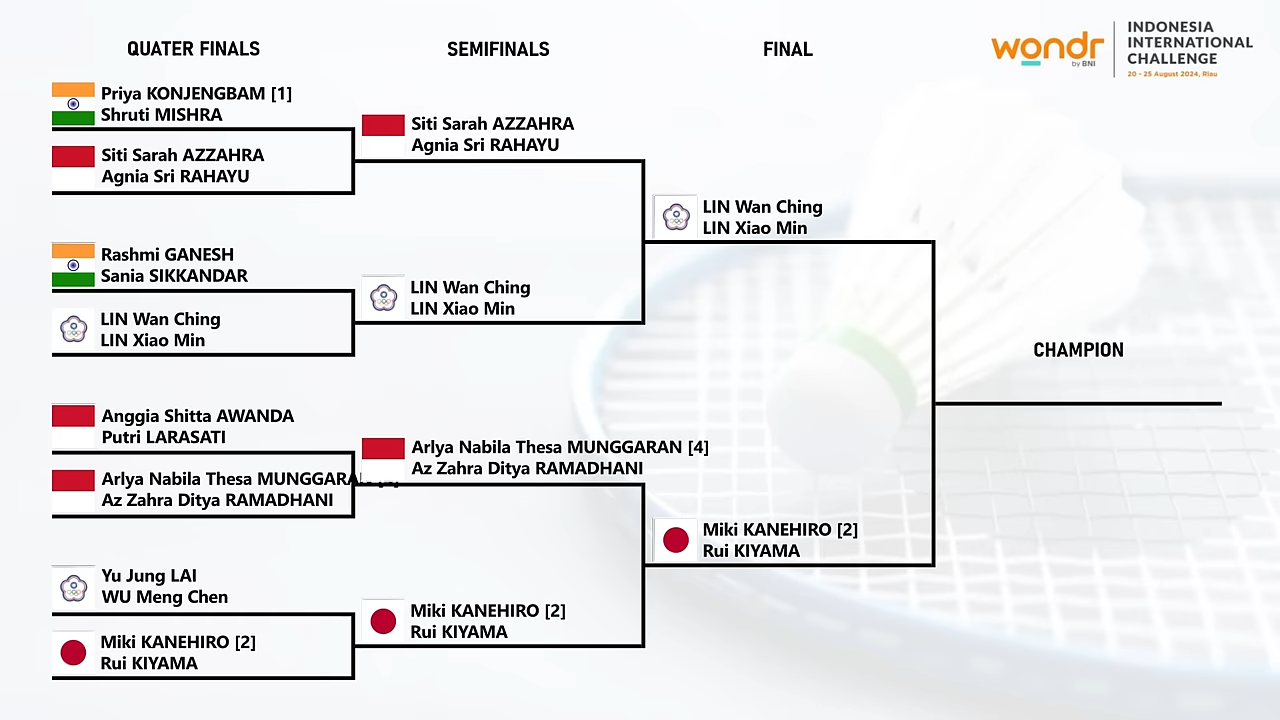 QUATER FINALS
SEMIFINALS
FINAL
wondr
by BNI
INDONESIA
INTERNATIONAL
CHALLENGE
20 - 25 August 2024, Riau
Priya KONJENGBAM [1]
Shruti MISHRA
Siti Sarah AZZAHRA
Agnia Sri RAHAYU
Rashmi GANESH
Sania SIKKANDAR
LIN Wan Ching
LIN Xiao Min
Anggia Shitta AWANDA
Putri LARASATI
Arlya Nabila Thesa MUNGGARAN
Az Zahra Ditya RAMADHANI
Yu Jung LAI
WU Meng Chen
Miki KANEHIRO [2]
Rui KIYAMA
Siti Sarah AZZAHRA
Agnia Sri RAHAYU
LIN Wan Ching
LIN Xiao Min
Arlya Nabila Thesa MUNGGARAN [4]
Az Zahra Ditya RAMADHANI
Miki KANEHIRO [2]
Rui KIYAMA
LIN Wan Ching
LIN Xiao Min
Miki KANEHIRO [2]
Rui KIYAMA
CHAMPION